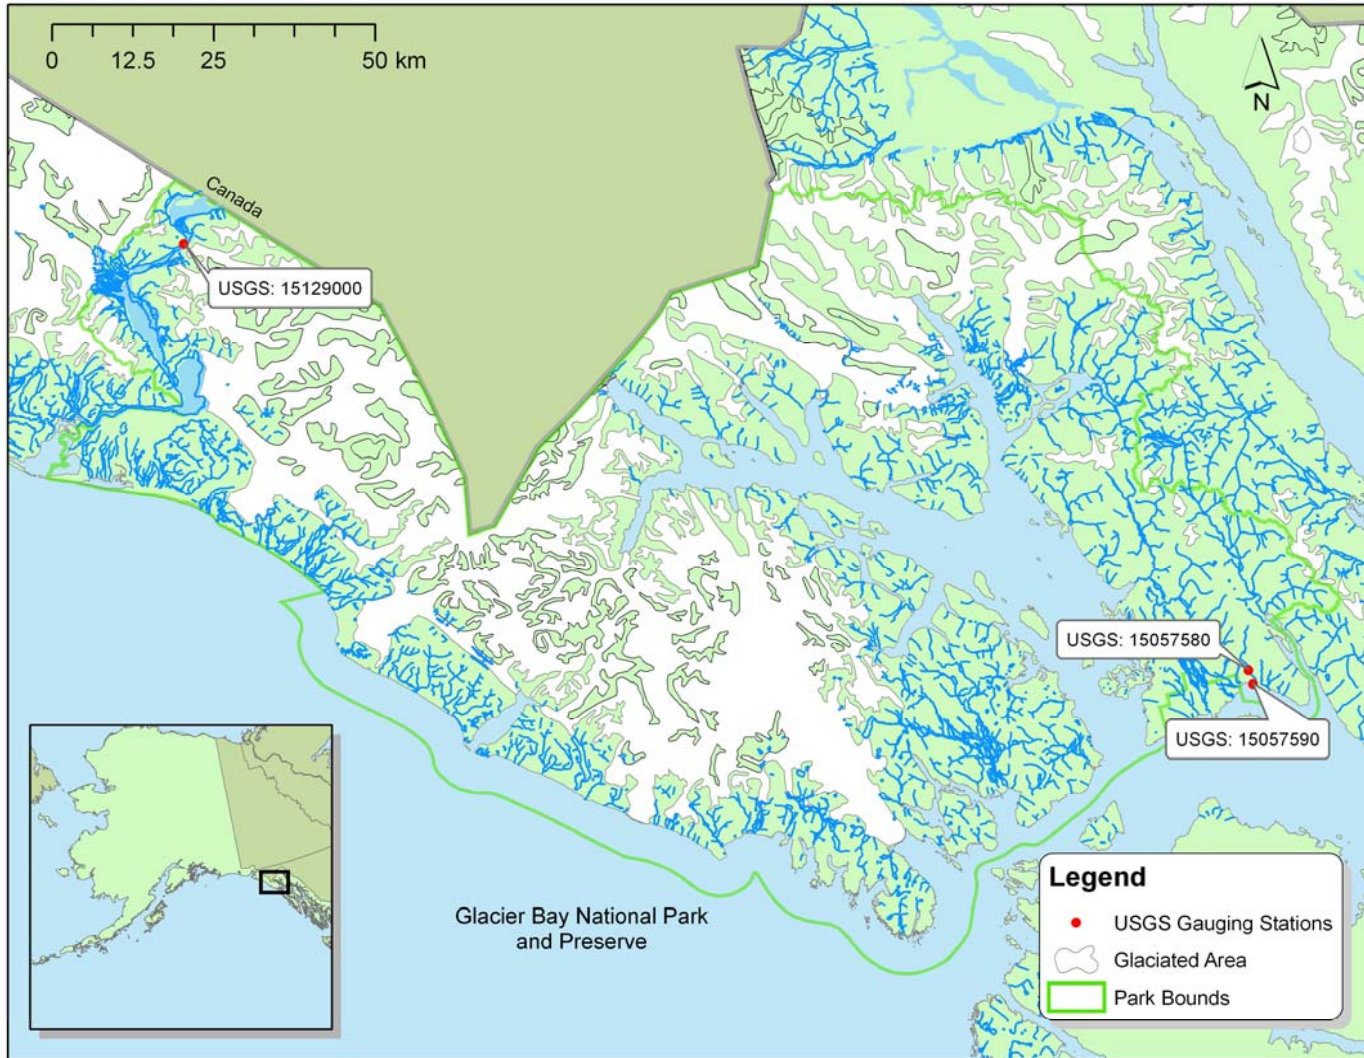 0 12.5 25 50 km
N
Canada
USGS: 15129000
USGS: 15057580
USGS: 15057590
Glacier Bay National Park
and Preserve
Legend
USGS Gauging Stations
Glaciated Area
Park Bounds